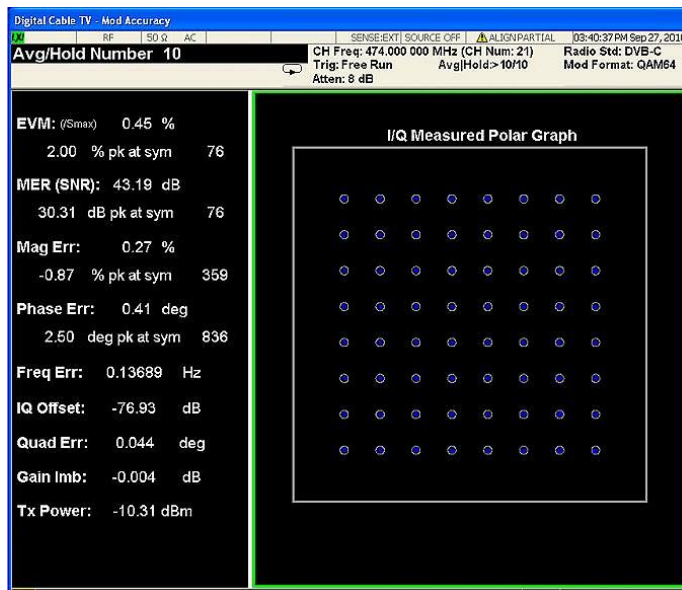 Digital Cable TV - Mod Accuracy
RF 50 Ω AC SENSE:EXT SOURCE OFF ALIGNPARTIAL 03:40:37 PM Sep 27, 201
Avg/Hold Number 10
CH Freq: 474.000 000 MHz (CH Num: 21) Radio Std: DVB-C
Trig: Free Run Avg|Hold:>10/10 Mod Format: QAM64
Atten: 8 dB
EVM: (/Smax) 0.45 %
2.00 % pk at sym 76
MER (SNR): 43.19 dB
30.31 dB pk at sym 76
Mag Err: 0.27 %
-0.87 % pk at sym 359
Phase Err: 0.41 deg
2.50 deg pk at sym 836
Freq Err: 0.13689 Hz
IQ Offset: -76.93 dB
Quad Err: 0.044 deg
Gain Imb: -0.004 dB
Tx Power: -10.31 dBm
I/Q Measured Polar Graph